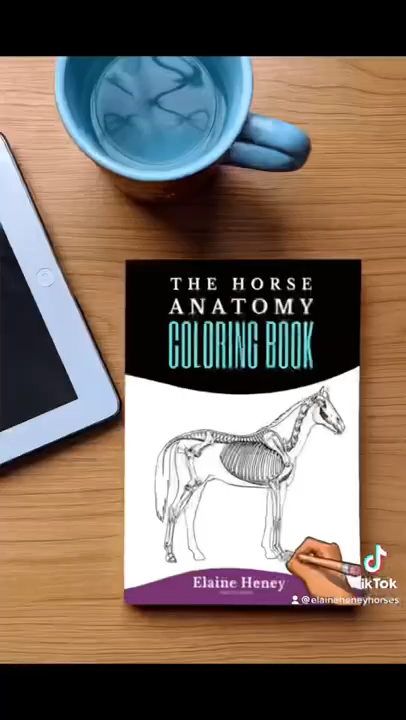 THE HORSE
ANATOMY
COLORING BOOK
Elaine Heney
TikTok
@elaineheneyhorses